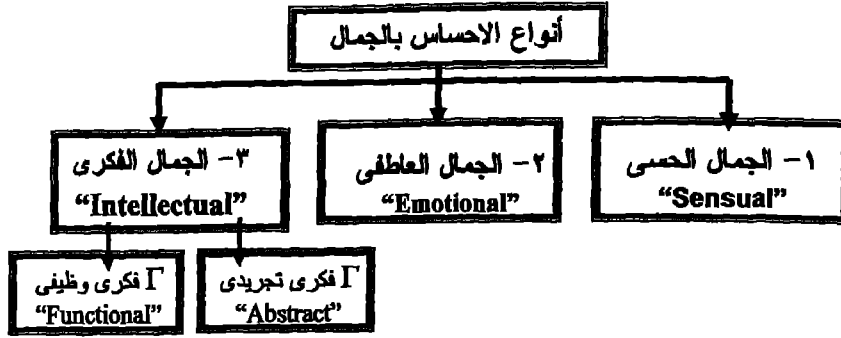 أنواع الاحساس بالجمال
١- الجمال الحسى
“Sensual”
٢- الجمال العاطفى
“Emotional”
٣- الجمال الفكرى
“Intellectual”
Γ فكرى تجريدى
“Abstract”
Γ فكرى وظيفى
“Functional”